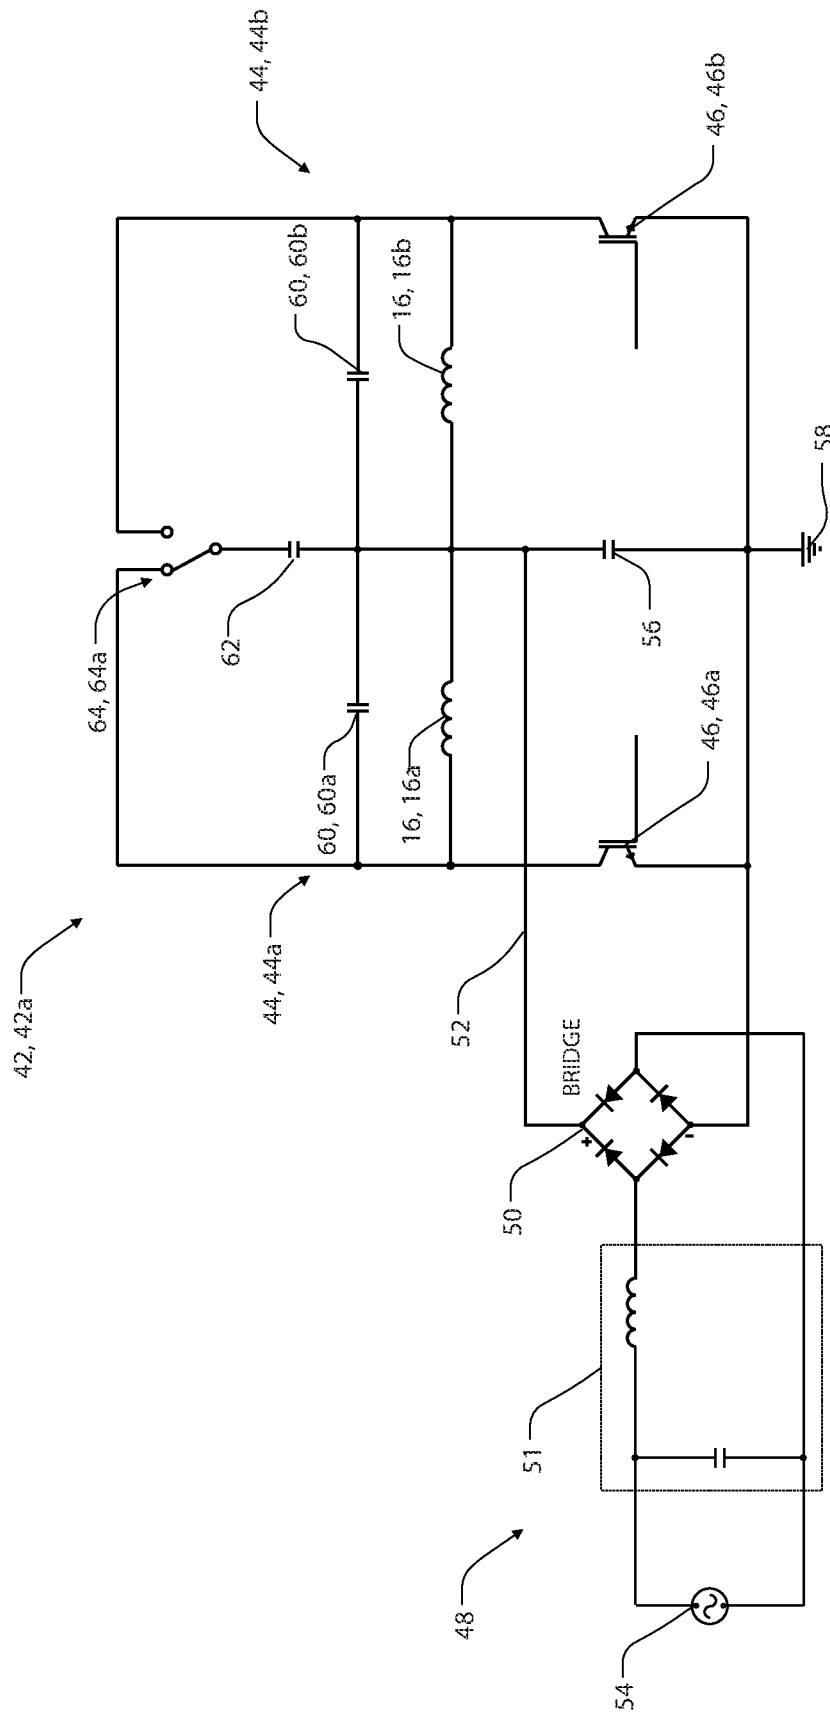 42, 42a
44, 44a
44, 44b
64, 64a
62
60, 60a
60, 60b
16, 16a
16, 16b
46, 46a
46, 46b
56
58
52
BRIDGE
+
-
50
51
48
54